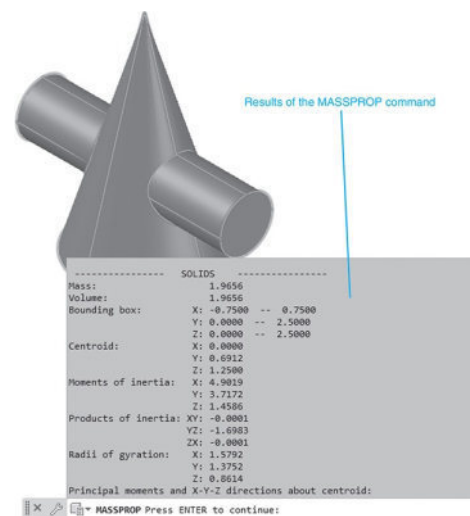 Results of the MASSPROP command
---------------- SOLIDS ----------------
Mass: 1.9656
Volume: 1.9656
Bounding box: X: -0.7500 -- 0.7500
Y: 0.0000 -- 2.5000
Z: 0.0000 -- 2.5000
Centroid: X: 0.0000
Y: 0.6912
Z: 1.2500
Moments of inertia: X: 4.9019
Y: 3.7172
Z: 1.4586
Products of inertia: XY: -0.0001
YZ: -1.6983
ZX: -0.0001
Radii of gyration: X: 1.5792
Y: 1.3752
Z: 0.8614
Principal moments and X-Y-Z directions about centroid:
MASSPROP Press ENTER to continue: